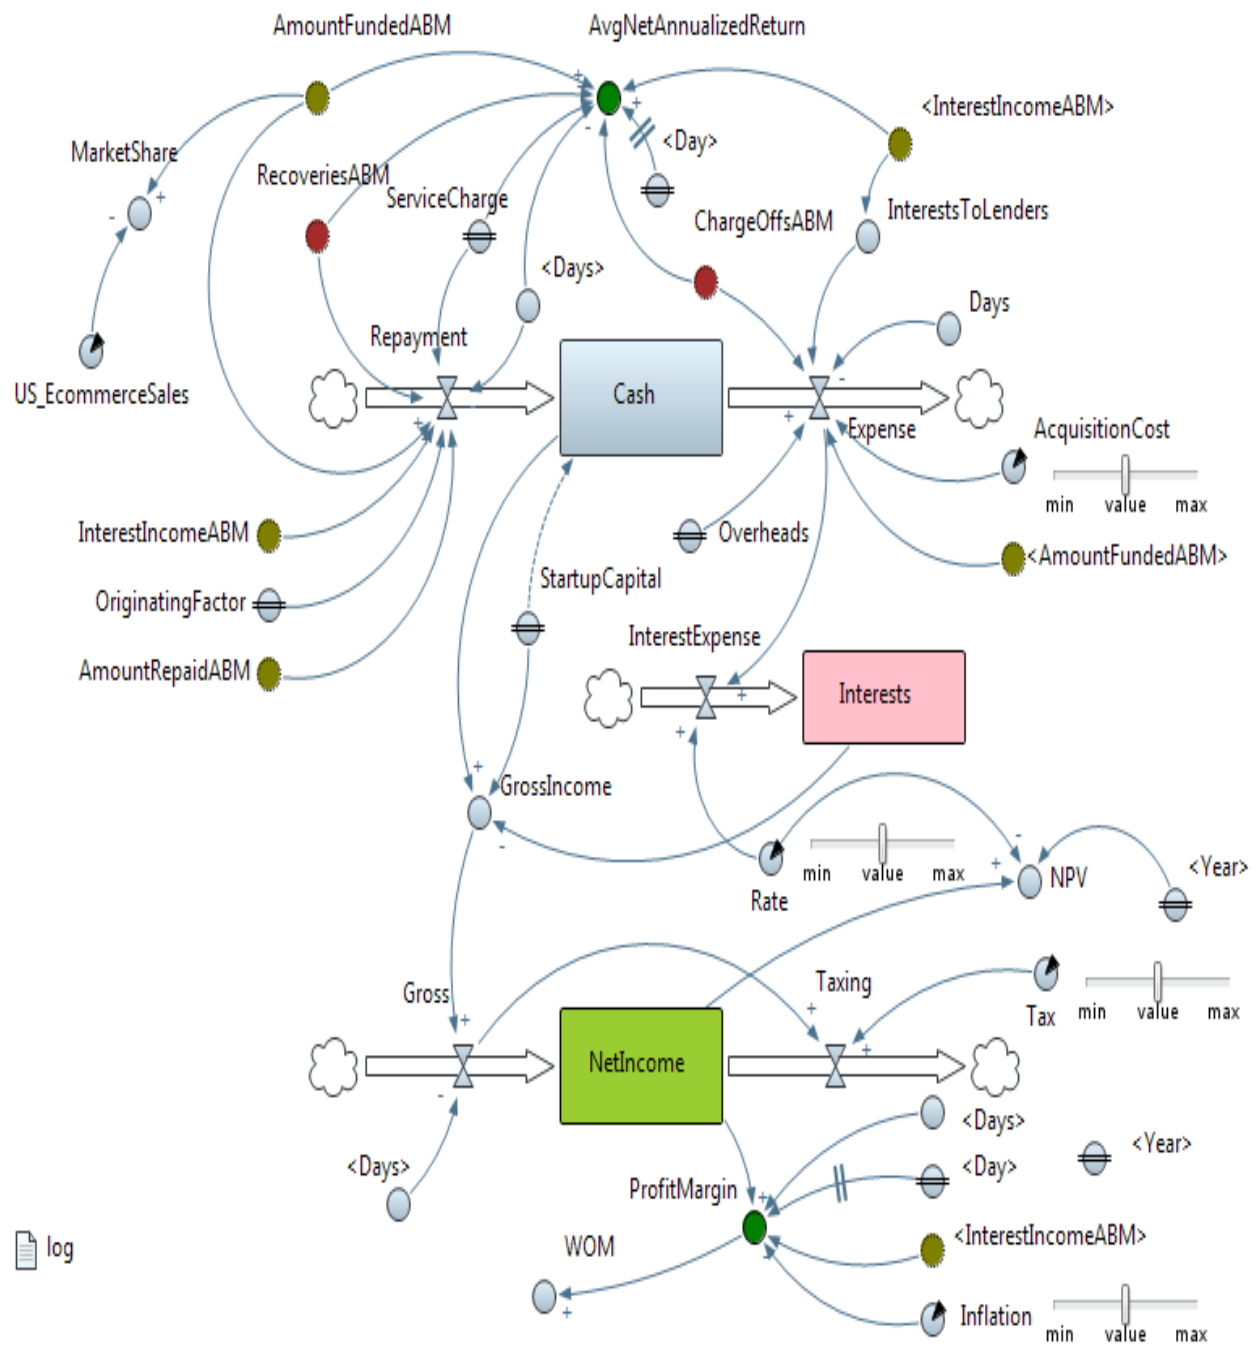 AmountFundedABM
AvgNetAnnualizedReturn
<InterestIncomeABM>
MarketShare
<Day>
RecoveriesABM
ServiceCharge
ChargeOffsABM
InterestsToLenders
<Days>
Days
Repayment
US_EcommerceSales
Cash
Expense
AcquisitionCost
min value max
InterestIncomeABM
Overheads
<AmountFundedABM>
StartupCapital
OriginatingFactor
InterestExpense
AmountRepaidABM
Interests
GrossIncome
min value max
Rate
NPV
<Year>
Gross
Taxing
Tax
min value max
NetIncome
<Days>
<Days>
<Day>
<Year>
ProfitMargin
log
WOM
<InterestIncomeABM>
Inflation
min value max